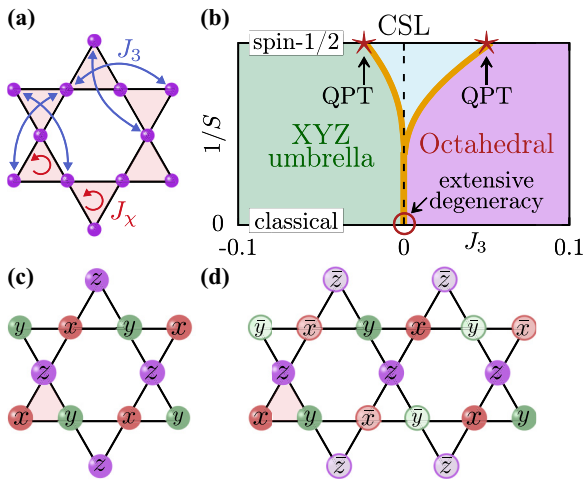 (a)
J₃
Jχ
(b)
CSL
spin-1/2
QPT
QPT
1/S
XYZ
umbrella
Octahedral
extensive
degeneracy
0
classical
-0.1
0
J₃
0.1
(c)
z
y x x
z z
x y x y
z
(d)
z̄ z̄
ȳ x̄ y x ȳ x̄
z z z
x y x̄ ȳ x y
z̄ z̄